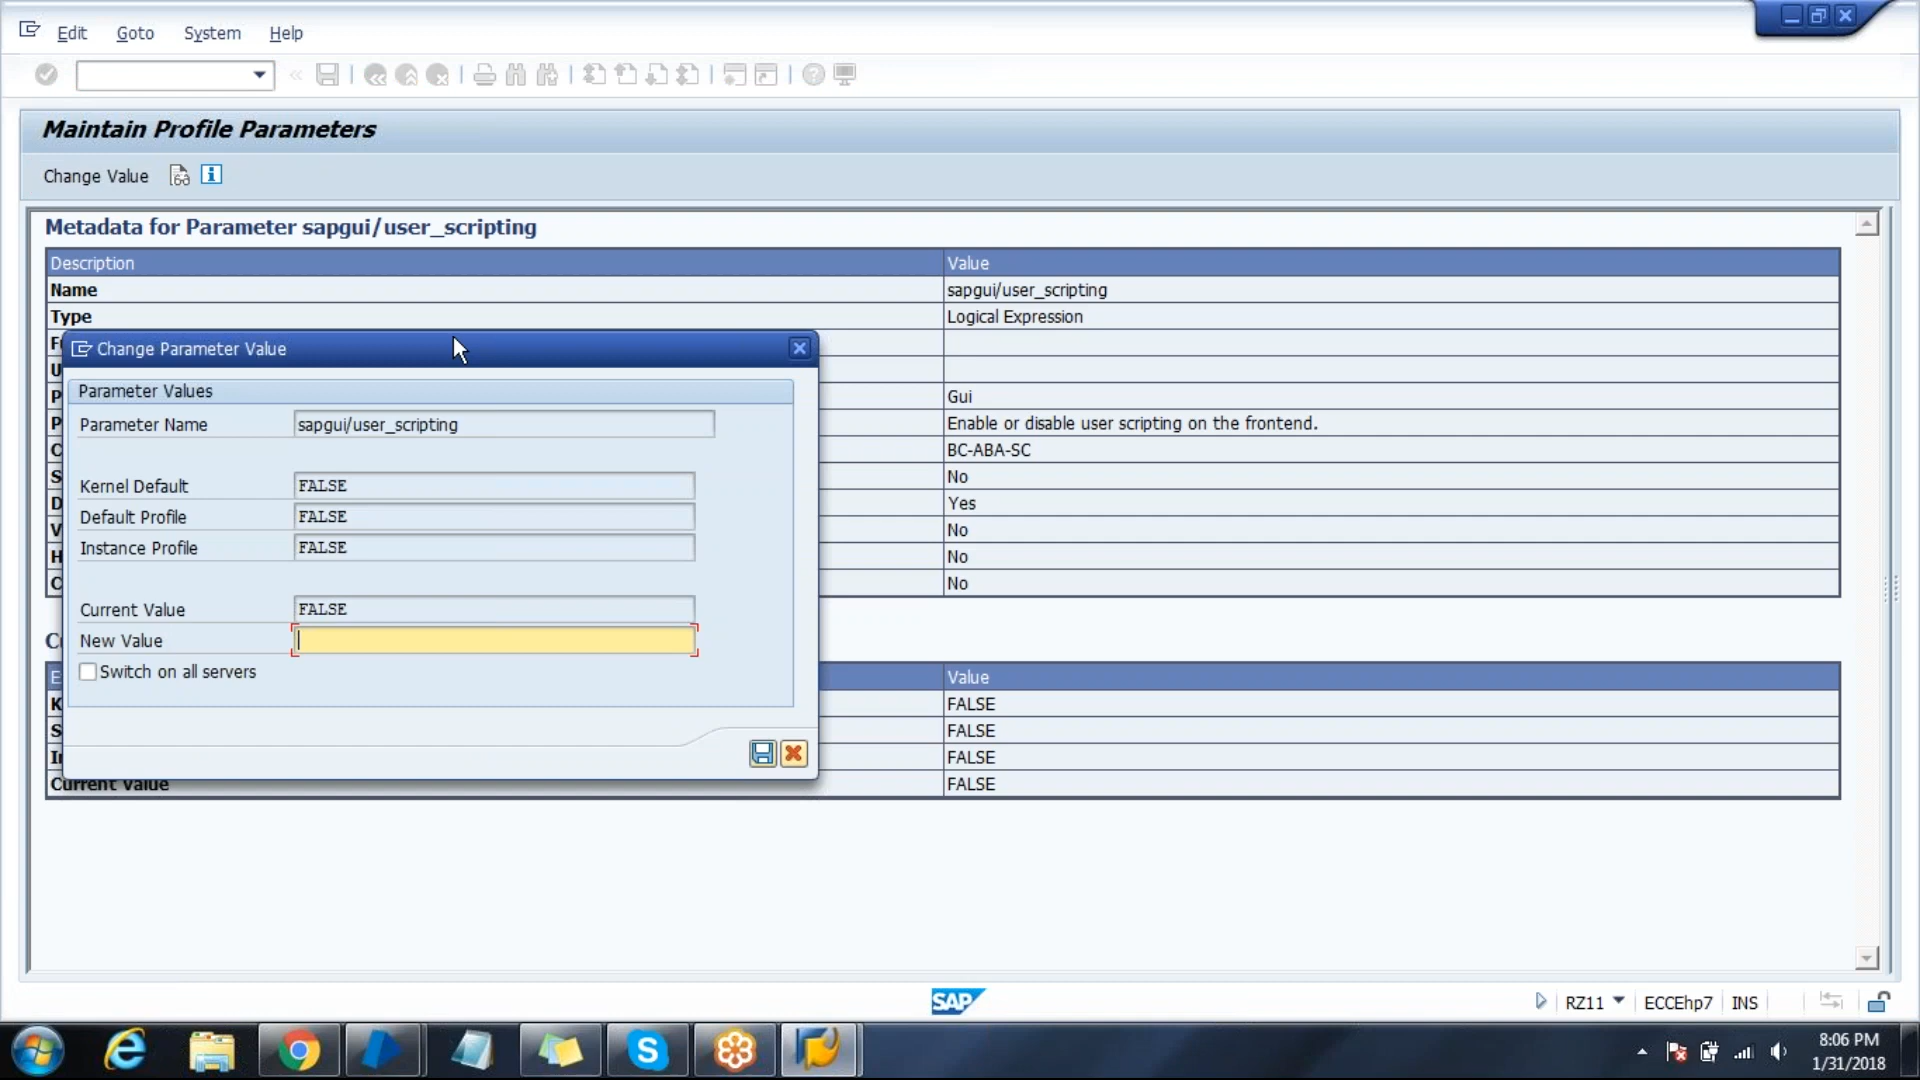 Edit Goto System Help
Maintain Profile Parameters
Change Value
Metadata for Parameter sapgui/user_scripting
Description Value
Name sapgui/user_scripting
Type Logical Expression
Change Parameter Value
Parameter Values
Parameter Name sapgui/user_scripting
Kernel Default FALSE
Default Profile FALSE
Instance Profile FALSE
Current Value FALSE
New Value
Switch on all servers
Gui
Enable or disable user scripting on the frontend.
BC-ABA-SC
No
Yes
No
No
No
Value
FALSE
FALSE
FALSE
Current Value FALSE
SAP
RZ11 ECCEhp7 INS
8:06 PM
1/31/2018